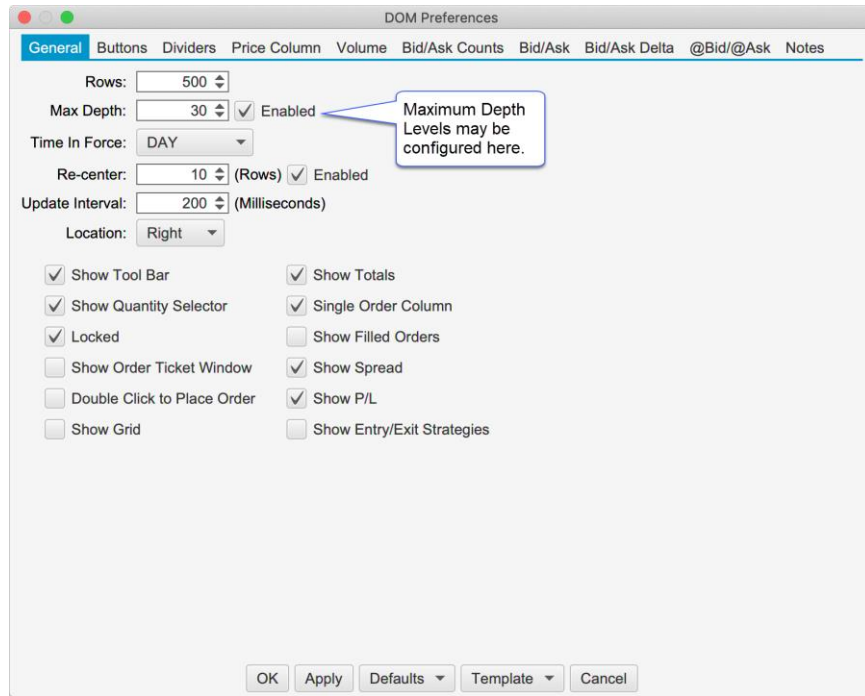 DOM Preferences
General Buttons Dividers Price Column Volume Bid/Ask Counts Bid/Ask Bid/Ask Delta @Bid/@Ask Notes
Rows: 500
Max Depth: 30 Enabled
Maximum Depth
Levels may be
configured here.
Time In Force: DAY
Re-center: 10 (Rows) Enabled
Update Interval: 200 (Milliseconds)
Location: Right
Show Tool Bar Show Totals
Show Quantity Selector Single Order Column
Locked Show Filled Orders
Show Order Ticket Window Show Spread
Double Click to Place Order Show P/L
Show Grid Show Entry/Exit Strategies
OK Apply Defaults Template Cancel